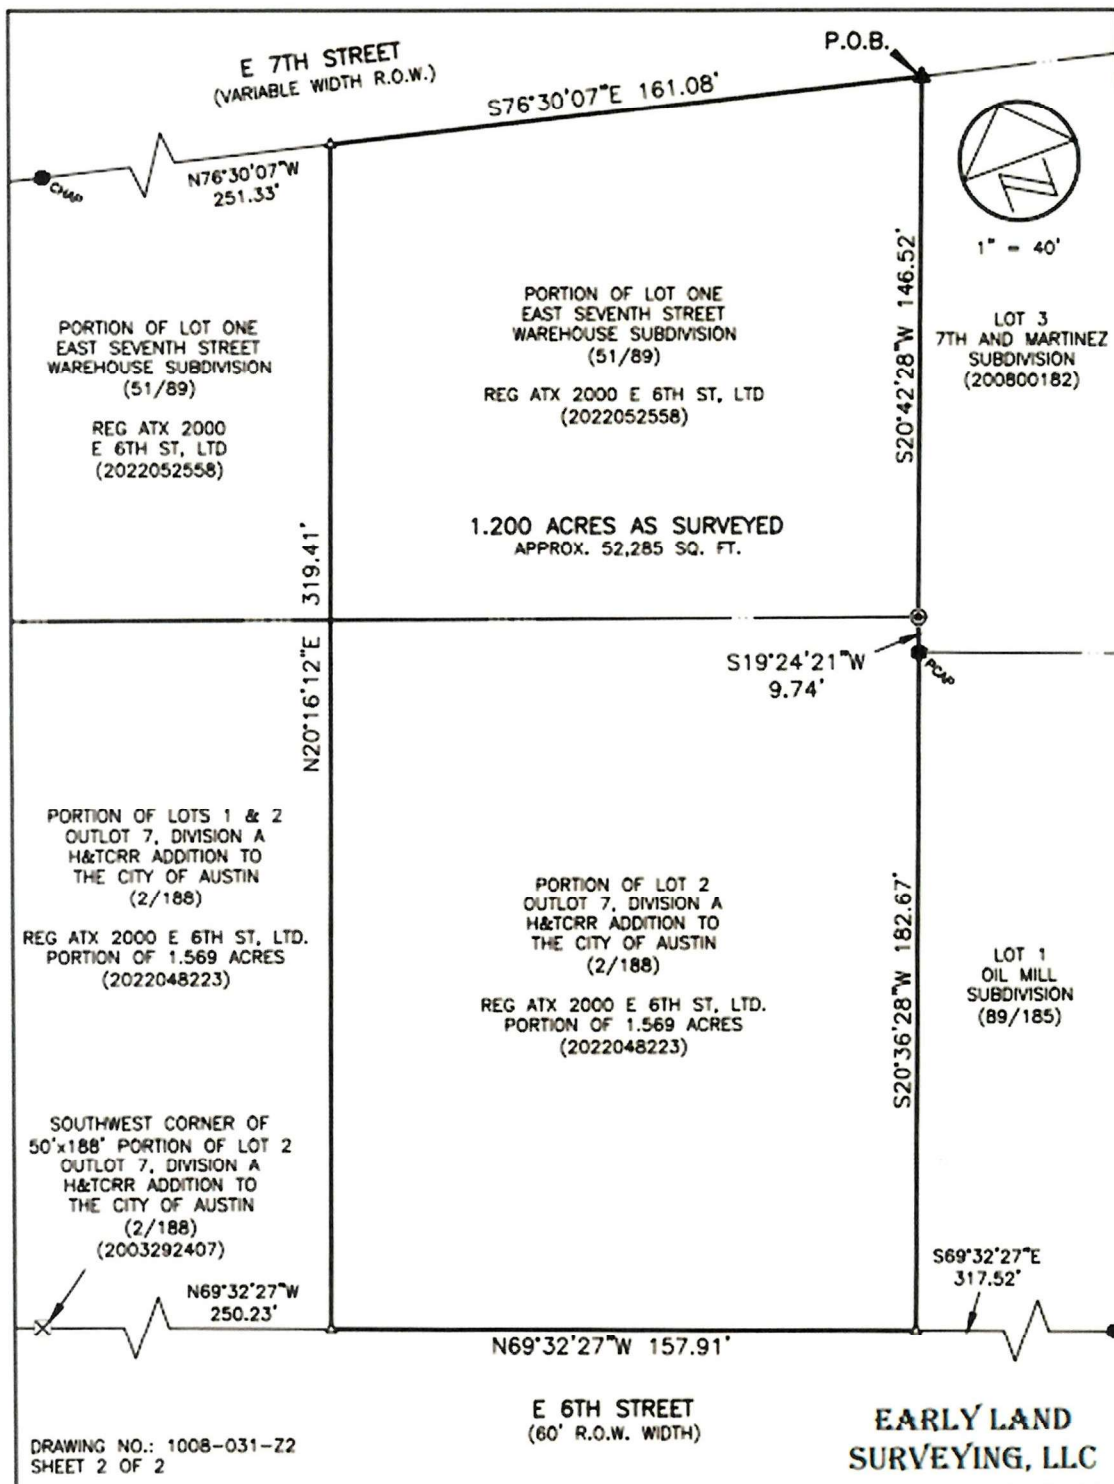 E 7TH STREET
(VARIABLE WIDTH R.O.W.)
P.O.B.
S76°30'07"E 161.08'
N76°30'07"W
251.33'
CHAP
1" = 40'
PORTION OF LOT ONE
EAST SEVENTH STREET
WAREHOUSE SUBDIVISION
(51/89)
REG ATX 2000
E 6TH ST, LTD
(2022052558)
PORTION OF LOT ONE
EAST SEVENTH STREET
WAREHOUSE SUBDIVISION
(51/89)
REG ATX 2000 E 6TH ST, LTD
(2022052558)
S20°42'28"W 146.52'
LOT 3
7TH AND MARTINEZ
SUBDIVISION
(200800182)
1.200 ACRES AS SURVEYED
APPROX. 52,285 SQ. FT.
N20°16'12"E 319.41'
S19°24'21"W
9.74'
PCAP
PORTION OF LOTS 1 & 2
OUTLOT 7, DIVISION A
H&TCRR ADDITION TO
THE CITY OF AUSTIN
(2/188)
REG ATX 2000 E 6TH ST, LTD.
PORTION OF 1.569 ACRES
(2022048223)
PORTION OF LOT 2
OUTLOT 7, DIVISION A
H&TCRR ADDITION TO
THE CITY OF AUSTIN
(2/188)
REG ATX 2000 E 6TH ST, LTD.
PORTION OF 1.569 ACRES
(2022048223)
S20°36'28"W 182.67'
LOT 1
OIL MILL
SUBDIVISION
(89/185)
SOUTHWEST CORNER OF
50'x188' PORTION OF LOT 2
OUTLOT 7, DIVISION A
H&TCRR ADDITION TO
THE CITY OF AUSTIN
(2/188)
(2003292407)
N69°32'27"W
250.23'
S69°32'27"E
317.52'
N69°32'27"W 157.91'
E 6TH STREET
(60' R.O.W. WIDTH)
DRAWING NO.: 1008-031-Z2
SHEET 2 OF 2
EARLY LAND
SURVEYING, LLC